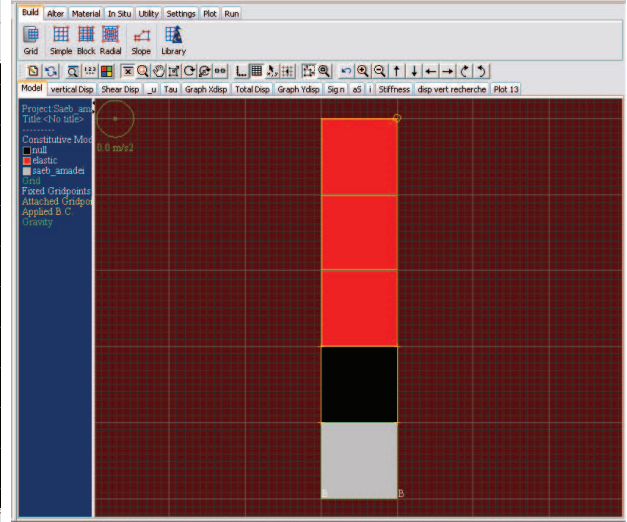 Build Alter Material In Situ Utility Settings Plot Run
Grid Simple Block Radial Slope Library
Model vertical Disp Shear Disp _u Tau Graph Xdisp Total Disp Graph Ydisp Sig n aS i Stiffness disp vert recherche Plot 13
Project:Saeb_am
Title:<No title>
---------
Constitutive Mod
null
elastic
saeb_amadei
Grid
Fixed Gridpoints
Attached Gridpoi
Applied B.C.
Gravity
0.0 m/s2
B B